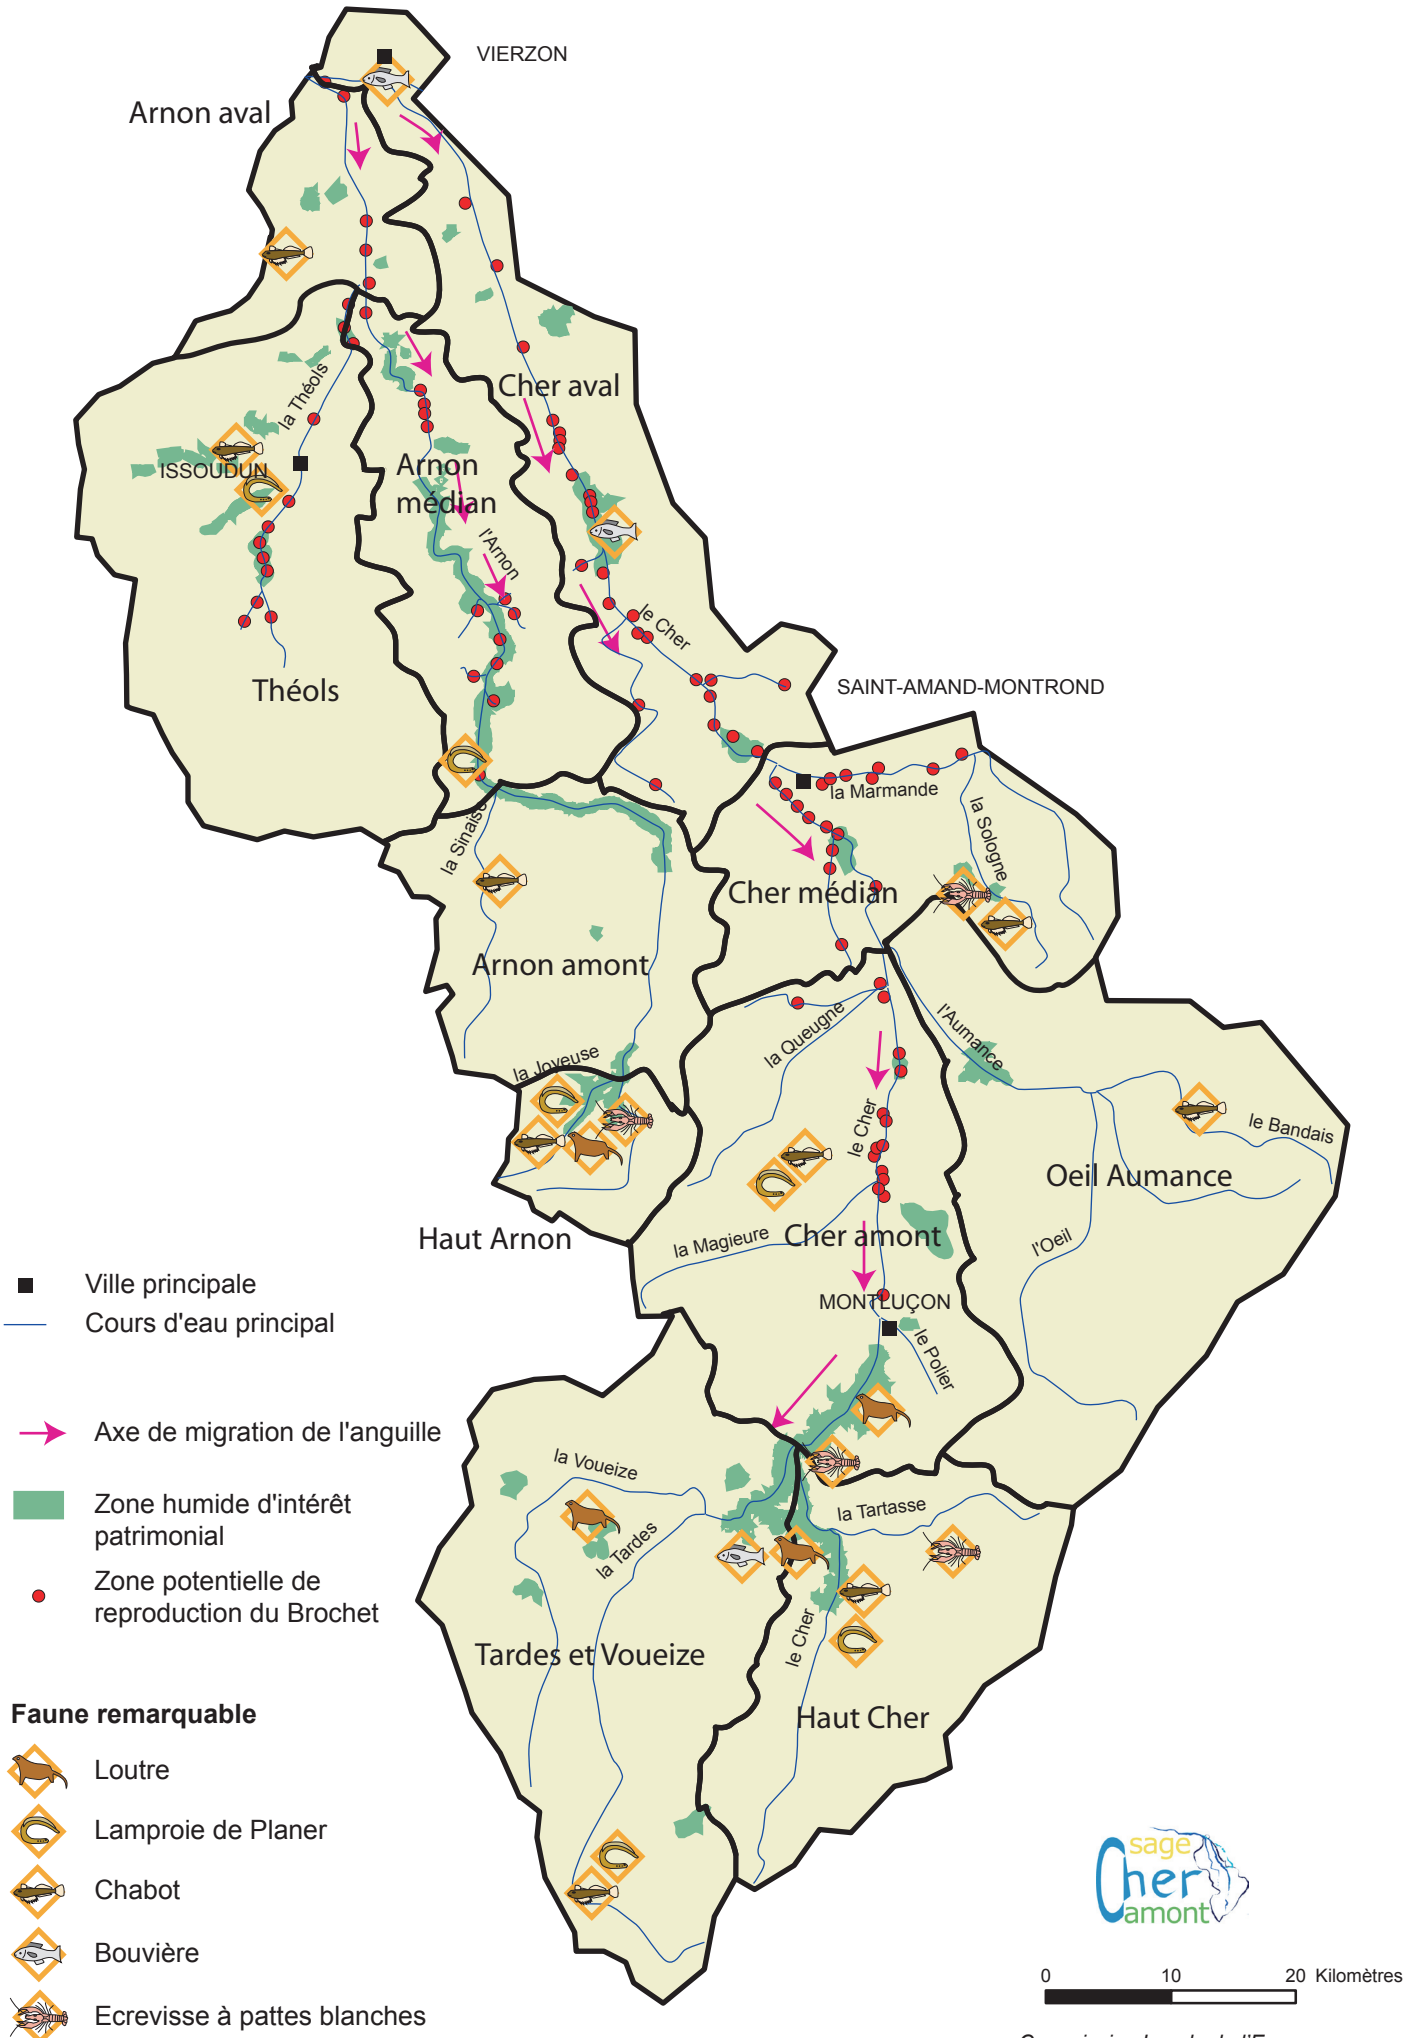 VIERZON
Arnon aval
Cher aval
la Théols
Arnon
médian
ISSOUDUN
l'Arnon
le Cher
Théols
SAINT-AMAND-MONTROND
la Marmande
la Sinaise
la Sologne
Cher médian
Arnon amont
la Queugne
l'Aumance
la Joyeuse
le Cher
le Bandais
Oeil Aumance
Haut Arnon
la Magieure
Cher amont
l'Oeil
MONTLUÇON
le Polier
Ville principale
Cours d'eau principal
Axe de migration de l'anguille
Zone humide d'intérêt
patrimonial
Zone potentielle de
reproduction du Brochet
la Voueize
la Tartasse
la Tardes
le Cher
Tardes et Voueize
Haut Cher
Faune remarquable
Loutre
Lamproie de Planer
Chabot
Bouvière
Ecrevisse à pattes blanches
sage
Cher
amont
0 10 20 Kilomètres